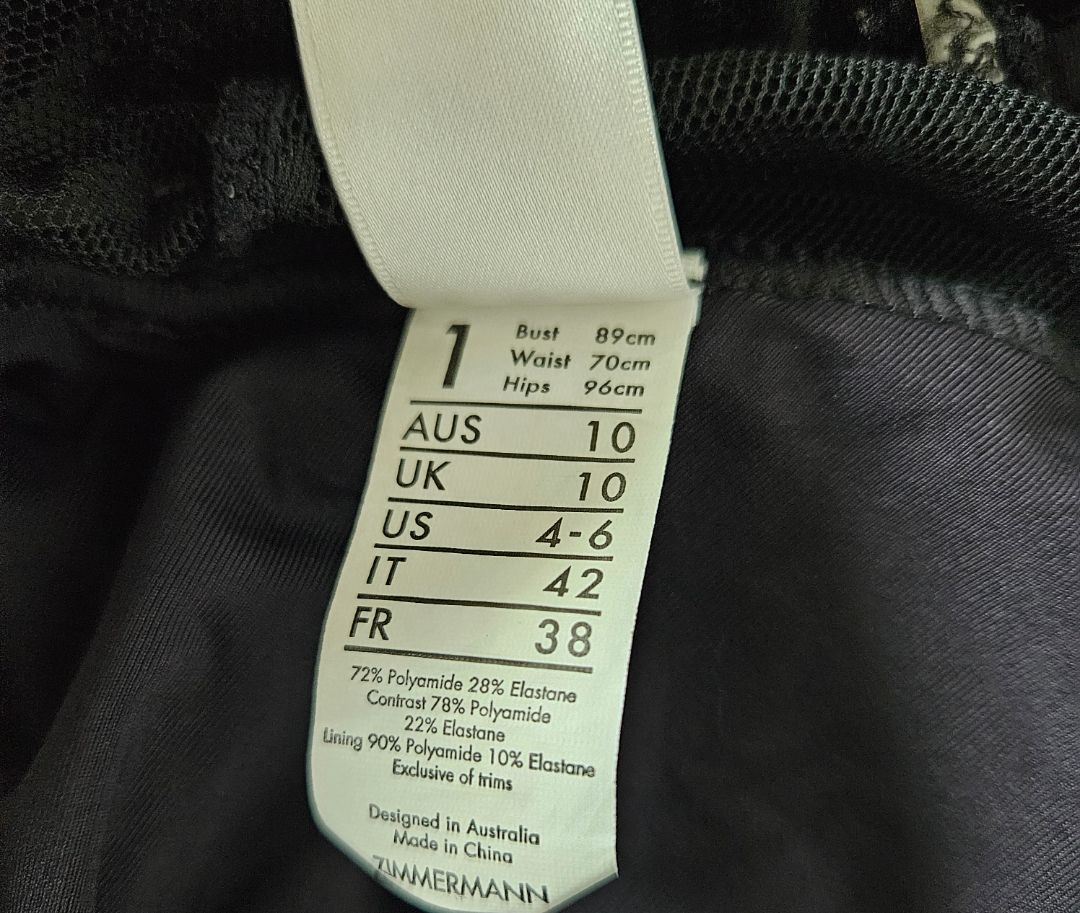 1
Bust 89cm
Waist 70cm
Hips 96cm
AUS 10
UK 10
US 4-6
IT 42
FR 38
72% Polyamide 28% Elastane
Contrast 78% Polyamide
22% Elastane
Lining 90% Polyamide 10% Elastane
Exclusive of trims
Designed in Australia
Made in China
ZIMMERMANN